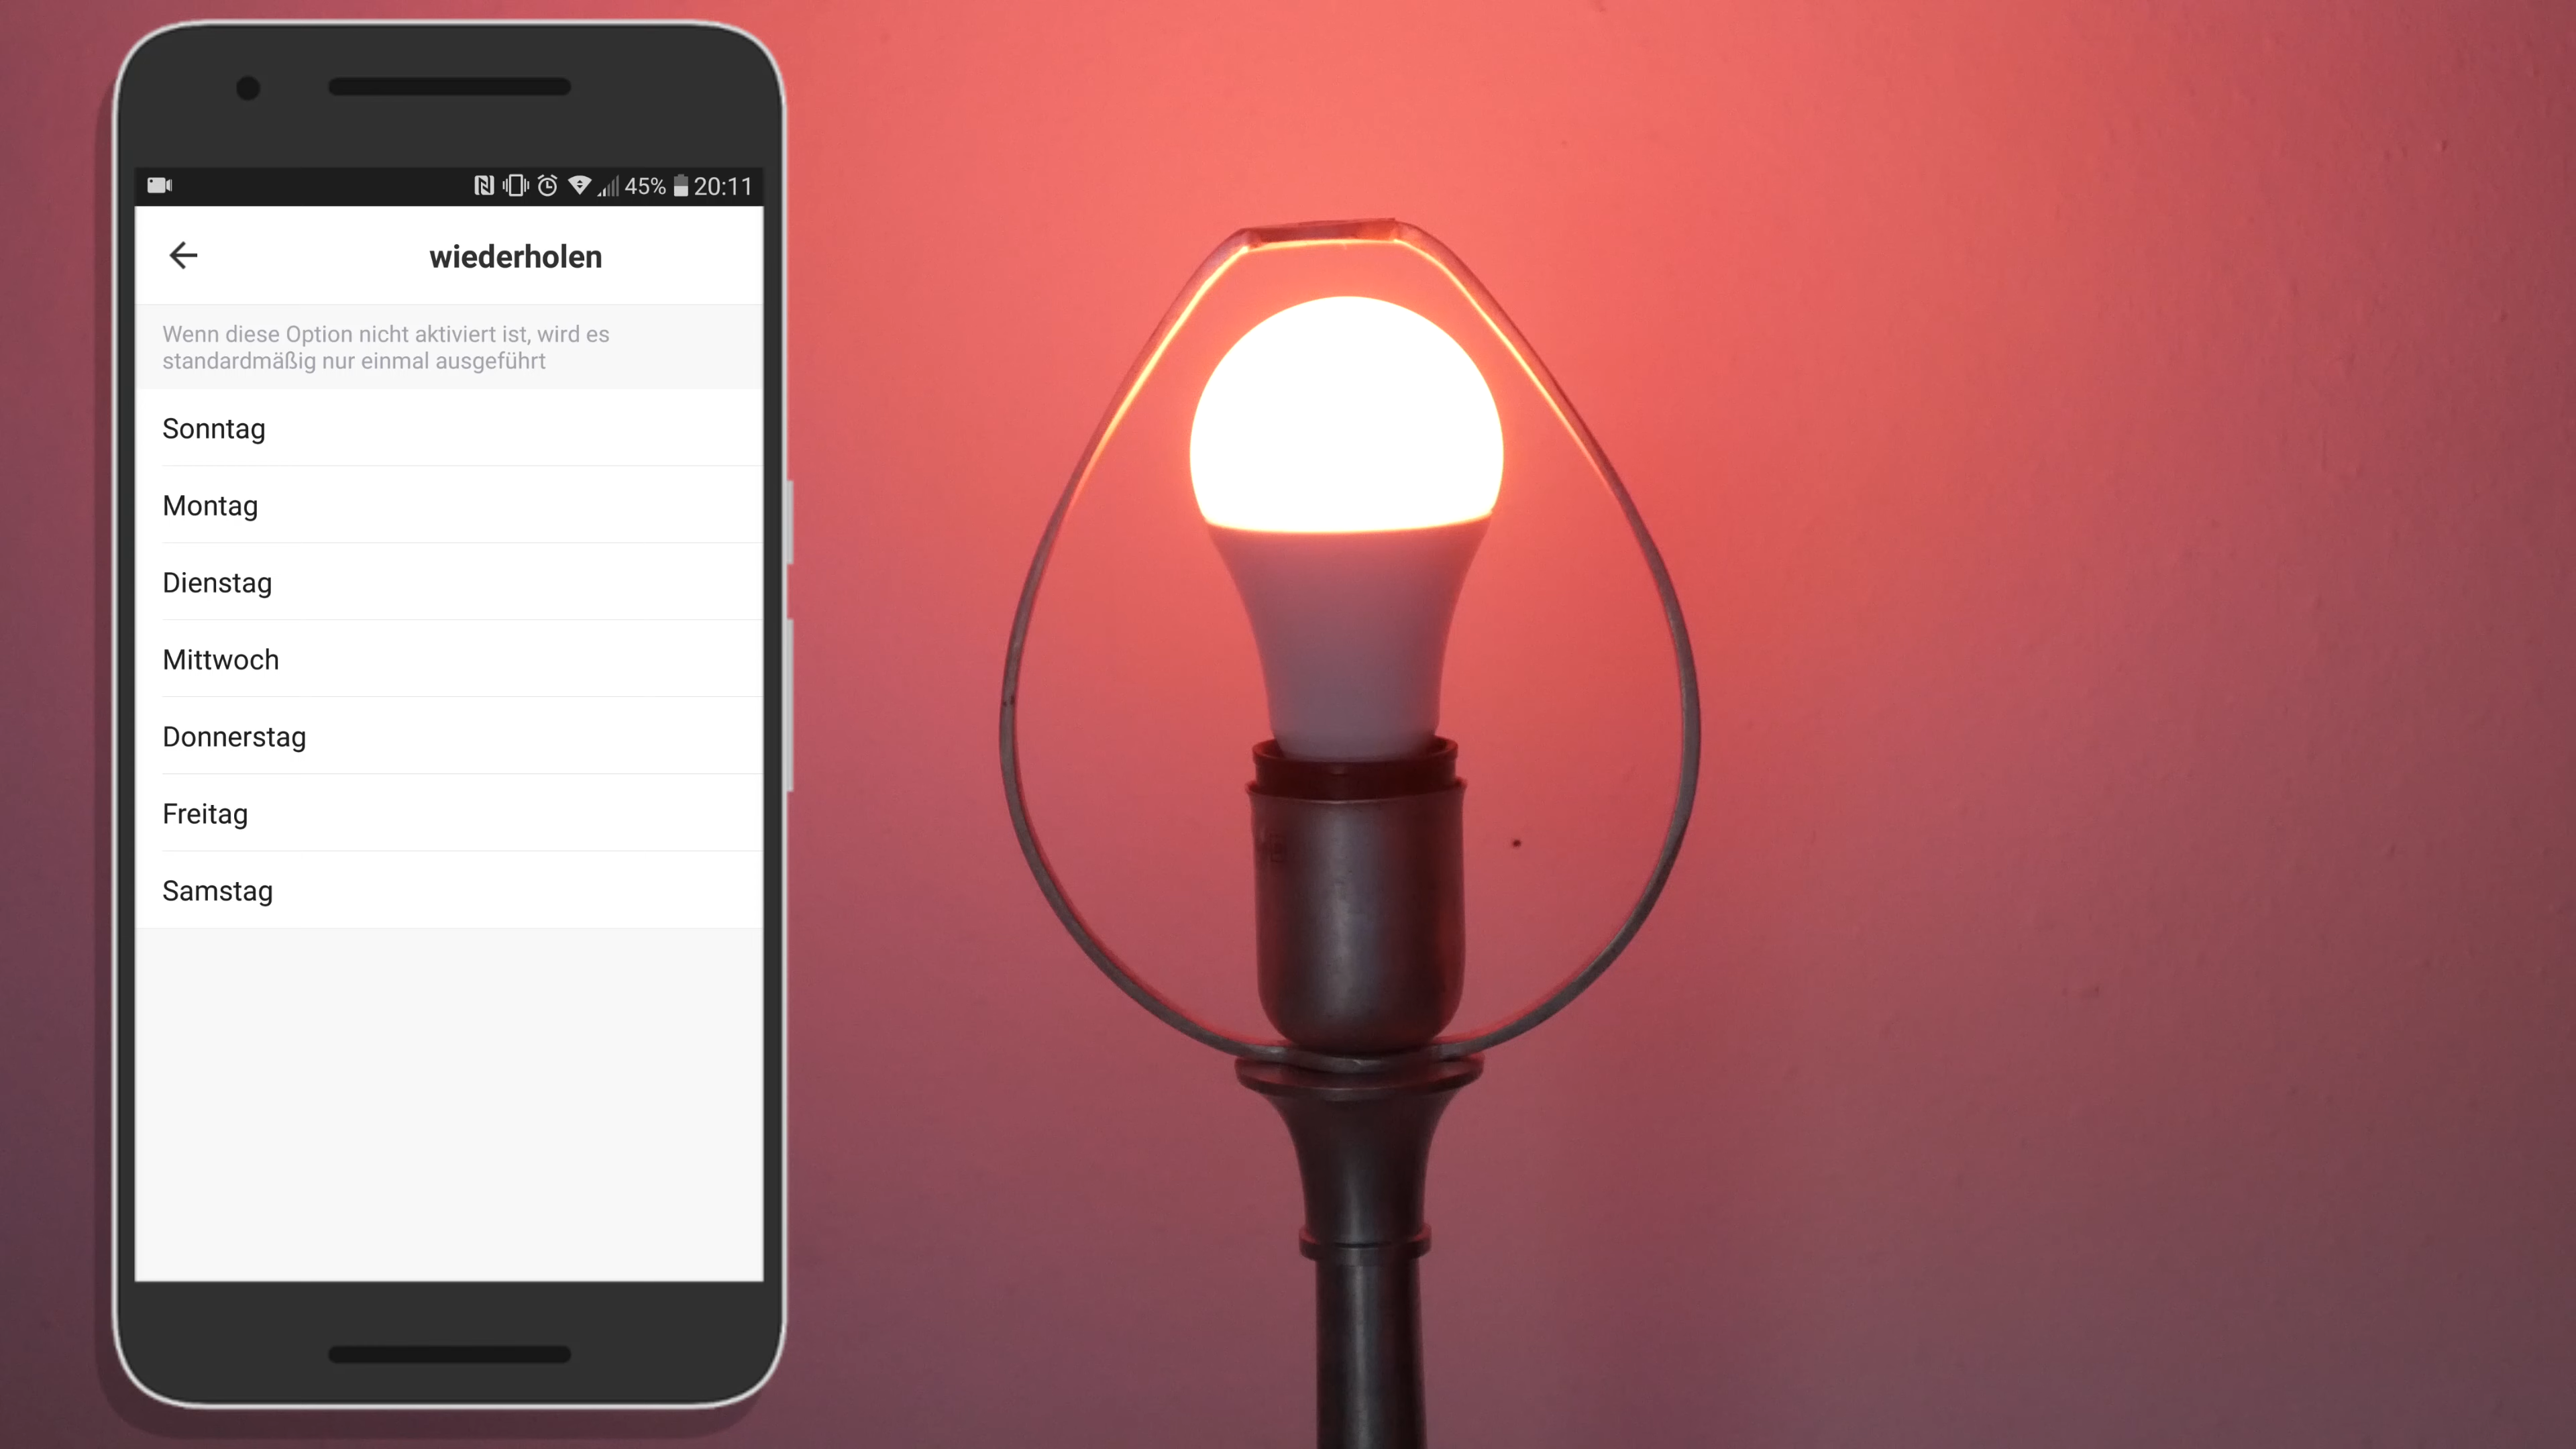 45% 20:11
wiederholen
Wenn diese Option nicht aktiviert ist, wird es
standardmäßig nur einmal ausgeführt
Sonntag
Montag
Dienstag
Mittwoch
Donnerstag
Freitag
Samstag